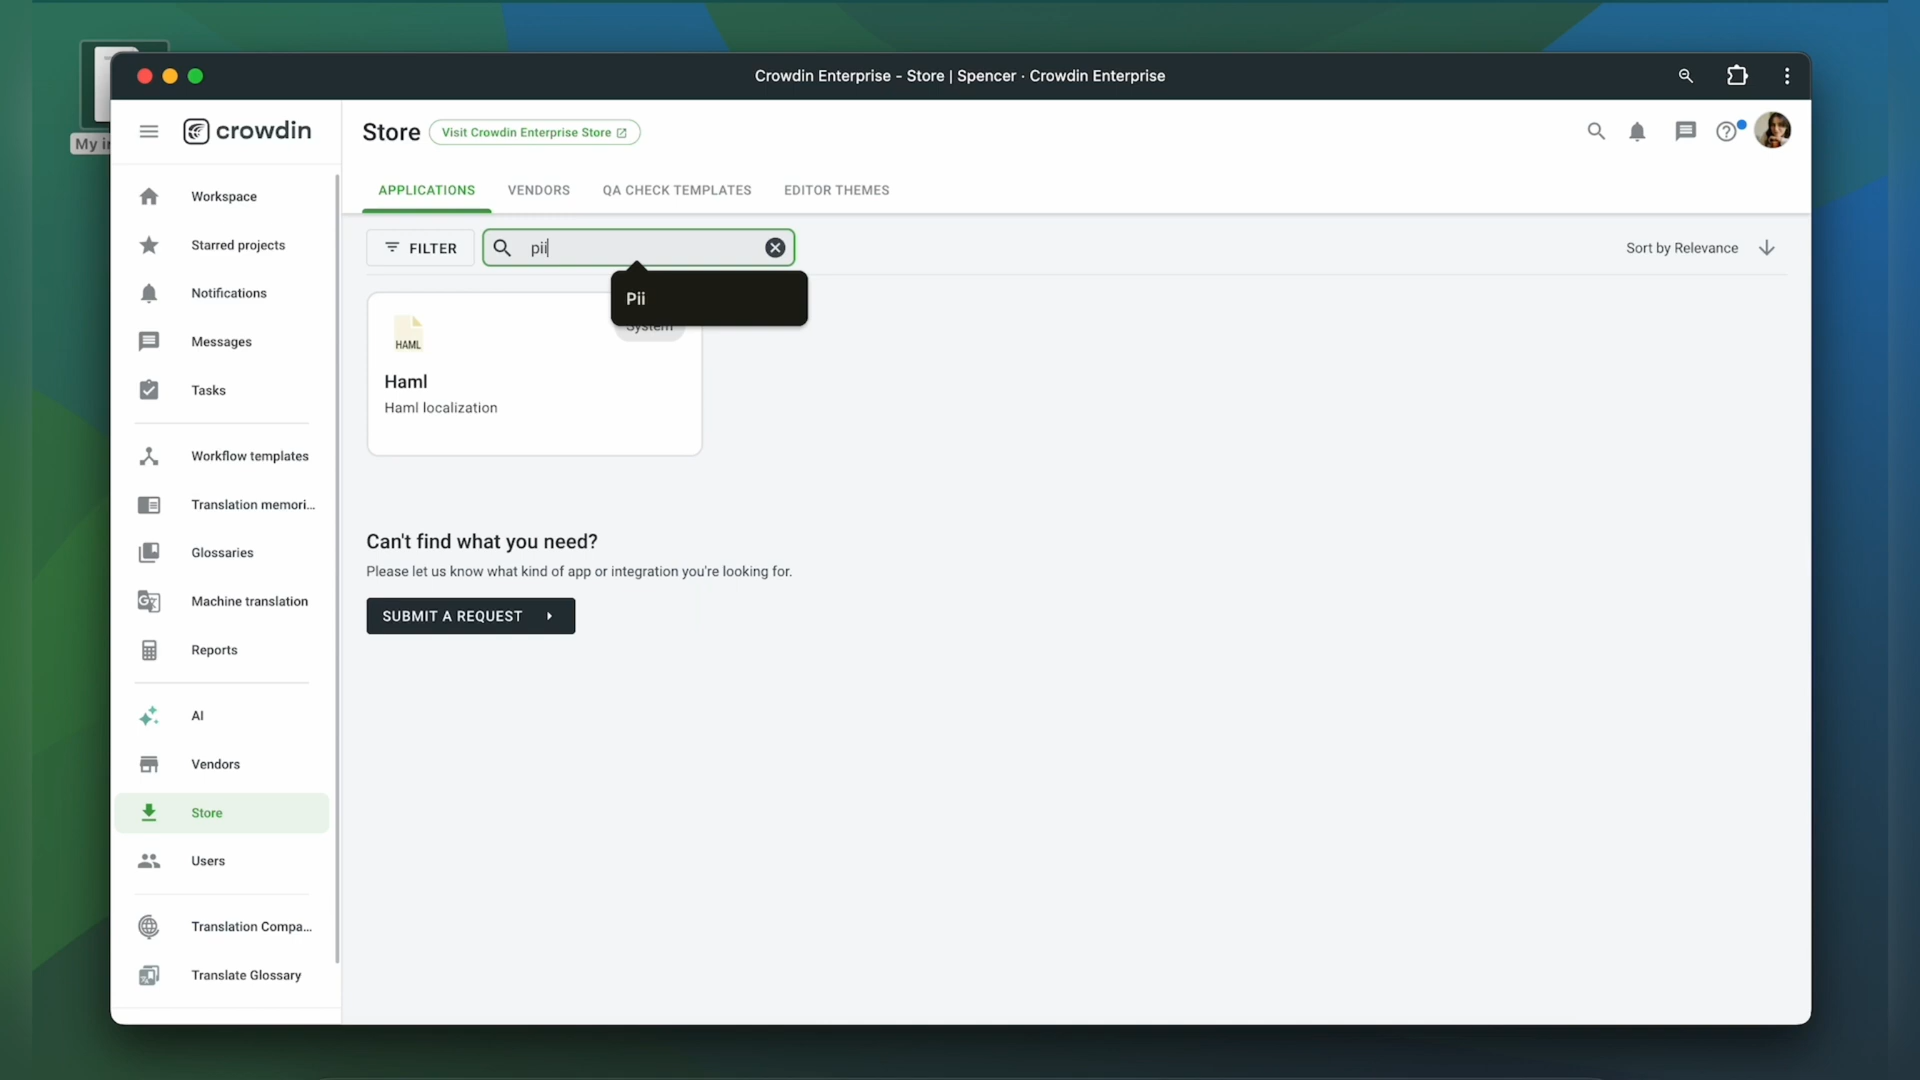 Crowdin Enterprise - Store | Spencer · Crowdin Enterprise
My in
crowdin
Store
Visit Crowdin Enterprise Store
APPLICATIONS
VENDORS
QA CHECK TEMPLATES
EDITOR THEMES
FILTER
pii
Sort by Relevance
Pii
System
HAML
Haml
Haml localization
Can't find what you need?
Please let us know what kind of app or integration you're looking for.
SUBMIT A REQUEST
Workspace
Starred projects
Notifications
Messages
Tasks
Workflow templates
Translation memori...
Glossaries
Machine translation
Reports
AI
Vendors
Store
Users
Translation Compa...
Translate Glossary